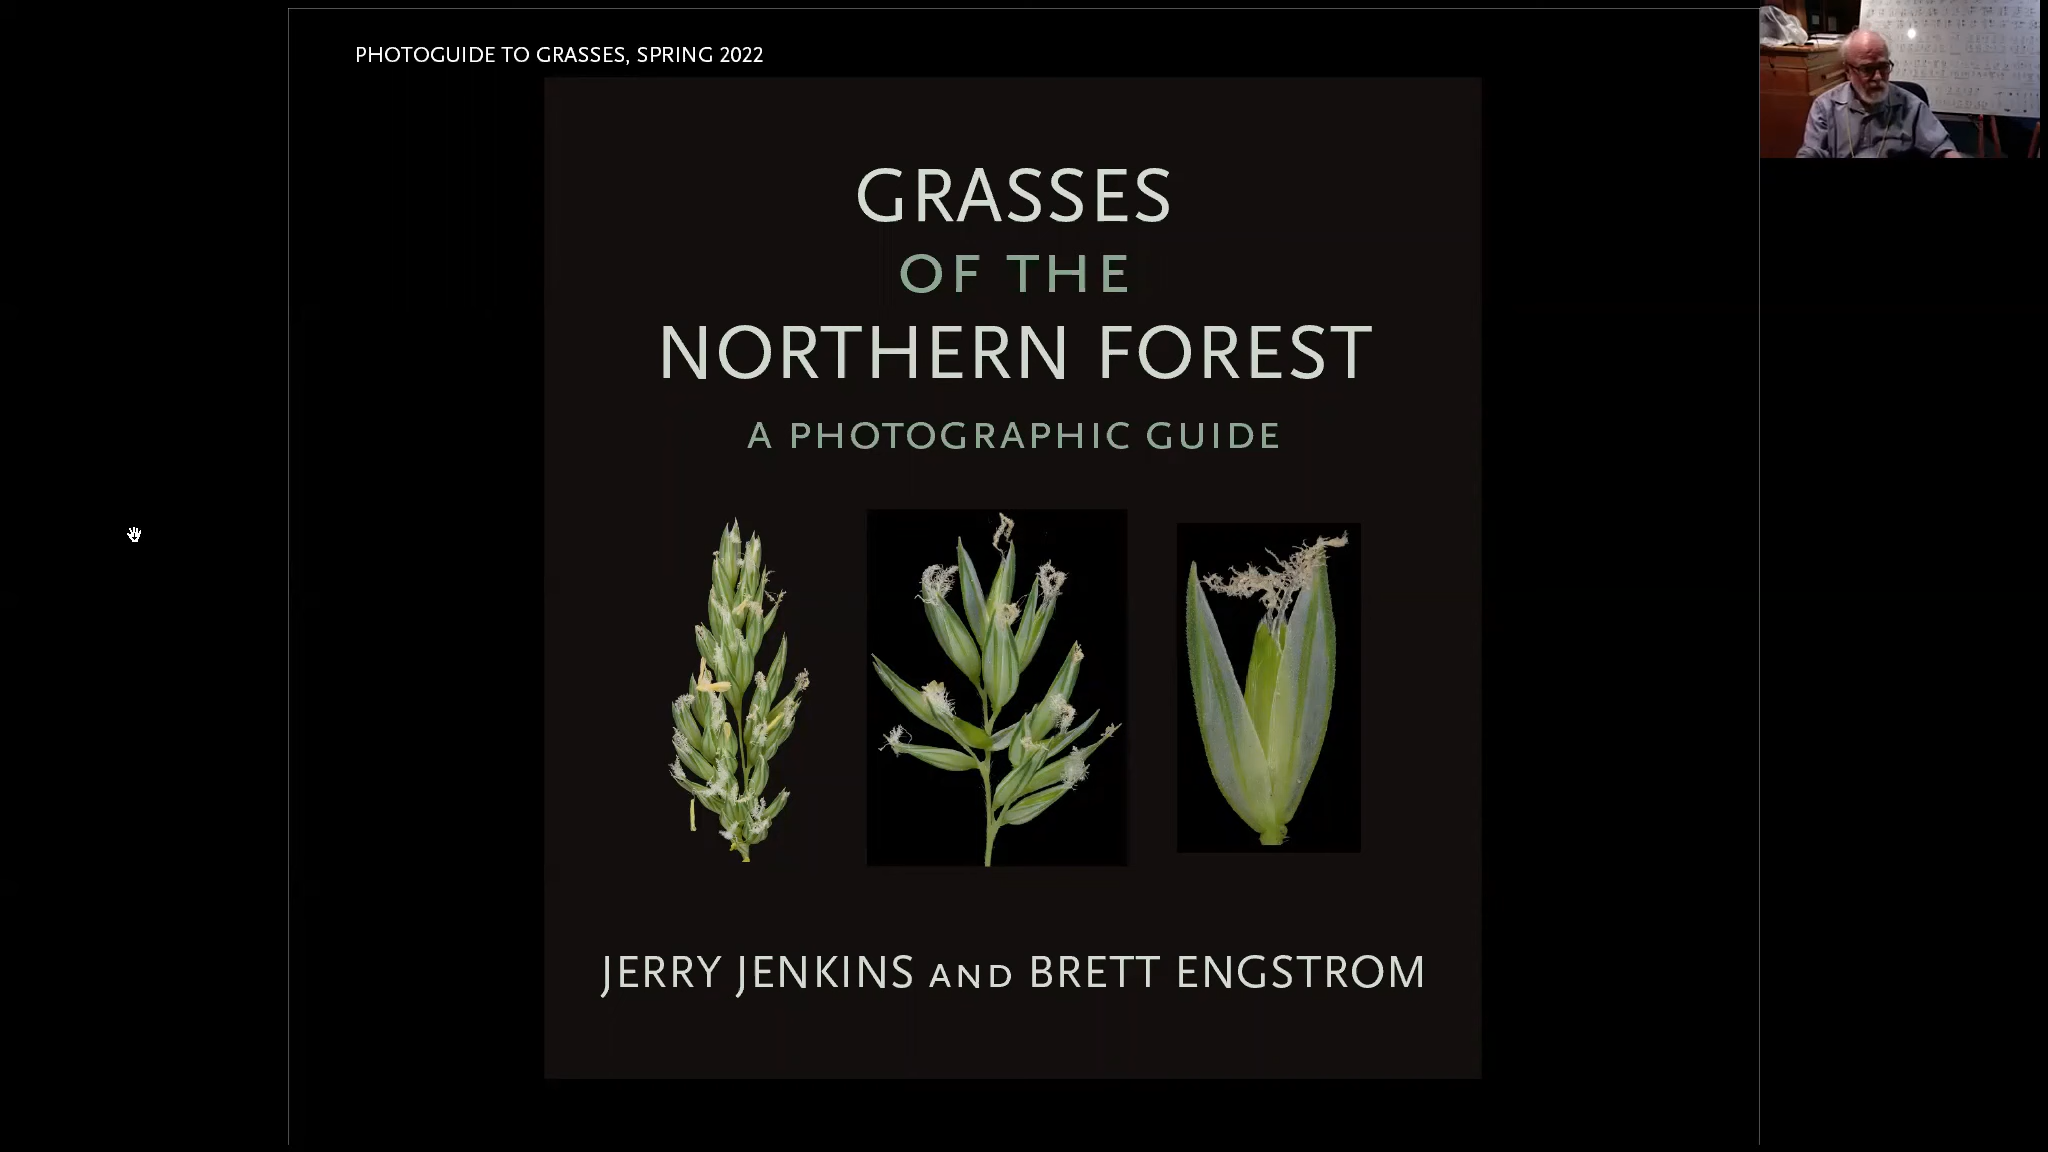 PHOTOGUIDE TO GRASSES, SPRING 2022
GRASSES
OF THE
NORTHERN FOREST
A PHOTOGRAPHIC GUIDE
JERRY JENKINS AND BRETT ENGSTROM